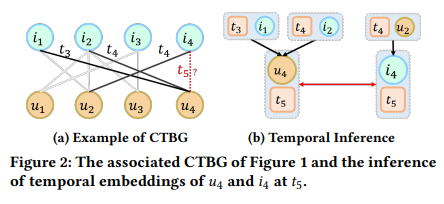 i1 i2 i3 i4
t3 t4 t4
t5?
u1 u2 u3 u4
(a) Example of CTBG
t3 i1 t4 i2 t4 u2
u4 i4
t5 t5
(b) Temporal Inference
Figure 2: The associated CTBG of Figure 1 and the inference
of temporal embeddings of u4 and i4 at t5.